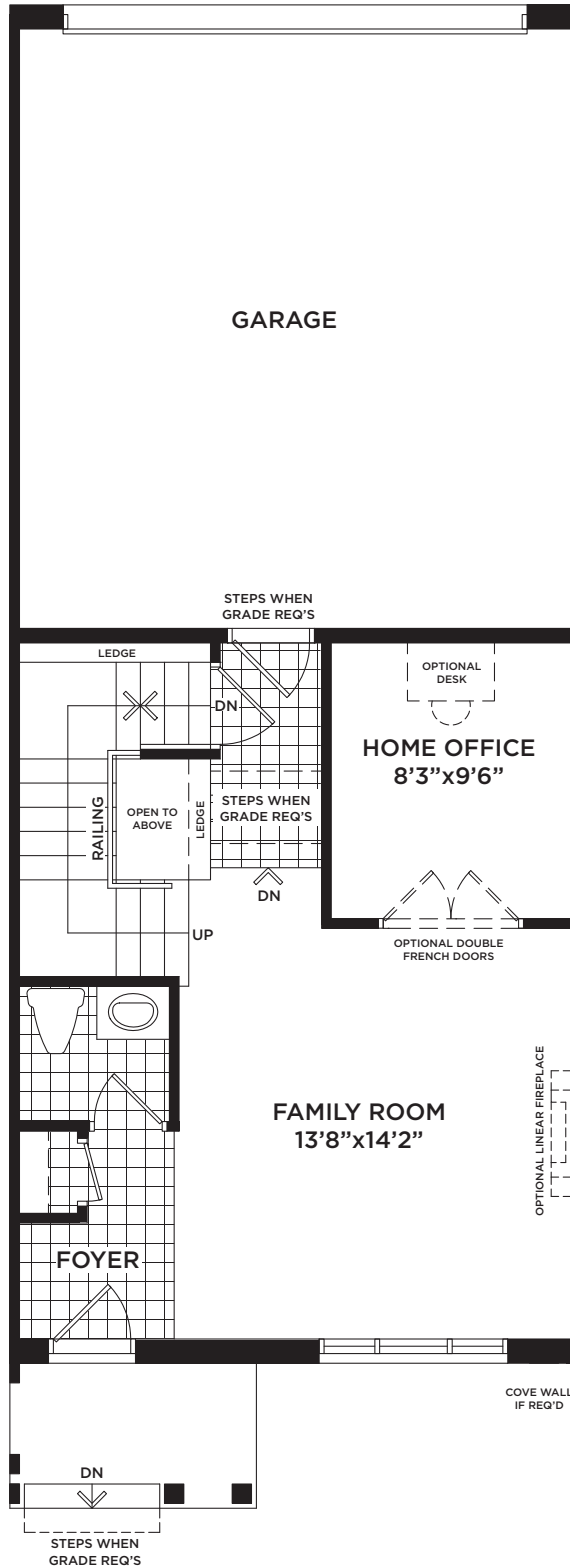 GARAGE
STEPS WHEN
GRADE REQ'S
LEDGE
OPTIONAL
DESK
DN
HOME OFFICE
8'3"x9'6"
STEPS WHEN
GRADE REQ'S
OPEN TO
ABOVE
LEDGE
RAILING
DN
UP
OPTIONAL DOUBLE
FRENCH DOORS
OPTIONAL LINEAR FIREPLACE
FAMILY ROOM
13'8"x14'2"
FOYER
COVE WALL
IF REQ'D
DN
STEPS WHEN
GRADE REQ'S